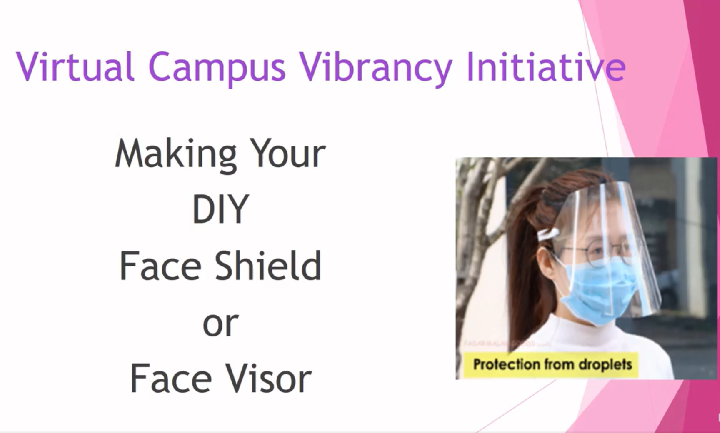 Virtual Campus Vibrancy Initiative
Making Your
DIY
Face Shield
or
Face Visor
Protection from droplets